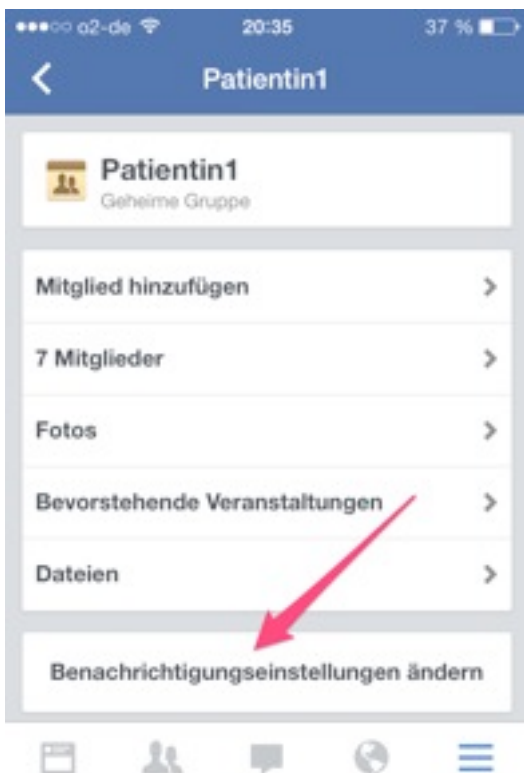 o2-de 20:35 37 %
Patientin1
Patientin1
Geheime Gruppe
Mitglied hinzufügen
7 Mitglieder
Fotos
Bevorstehende Veranstaltungen
Dateien
Benachrichtigungseinstellungen ändern